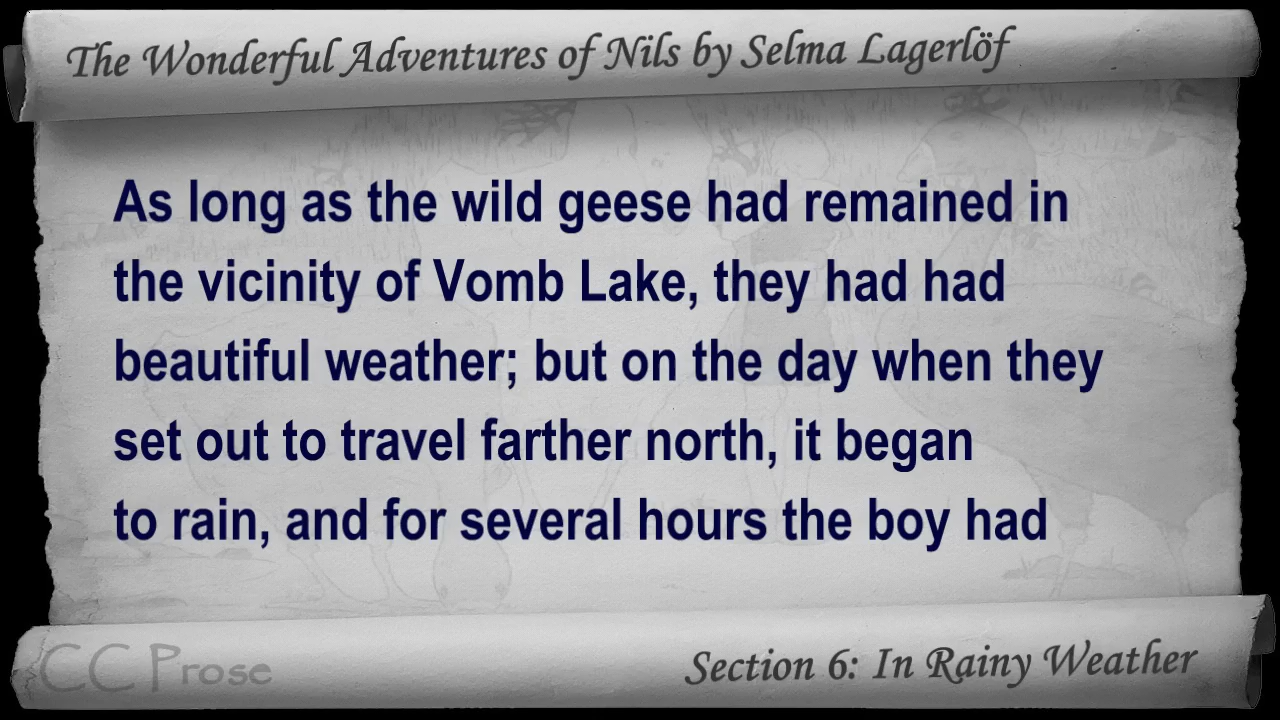 The Wonderful Adventures of Nils by Selma Lagerlöf
As long as the wild geese had remained in
the vicinity of Vomb Lake, they had had
beautiful weather; but on the day when they
set out to travel farther north, it began
to rain, and for several hours the boy had
CC Prose
Section 6: In Rainy Weather